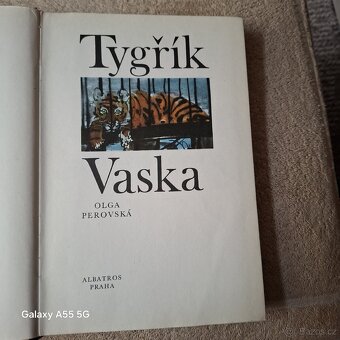 Tygřík
Vaska
OLGA
PEROVSKÁ
ALBATROS
PRAHA
Galaxy A55 5G